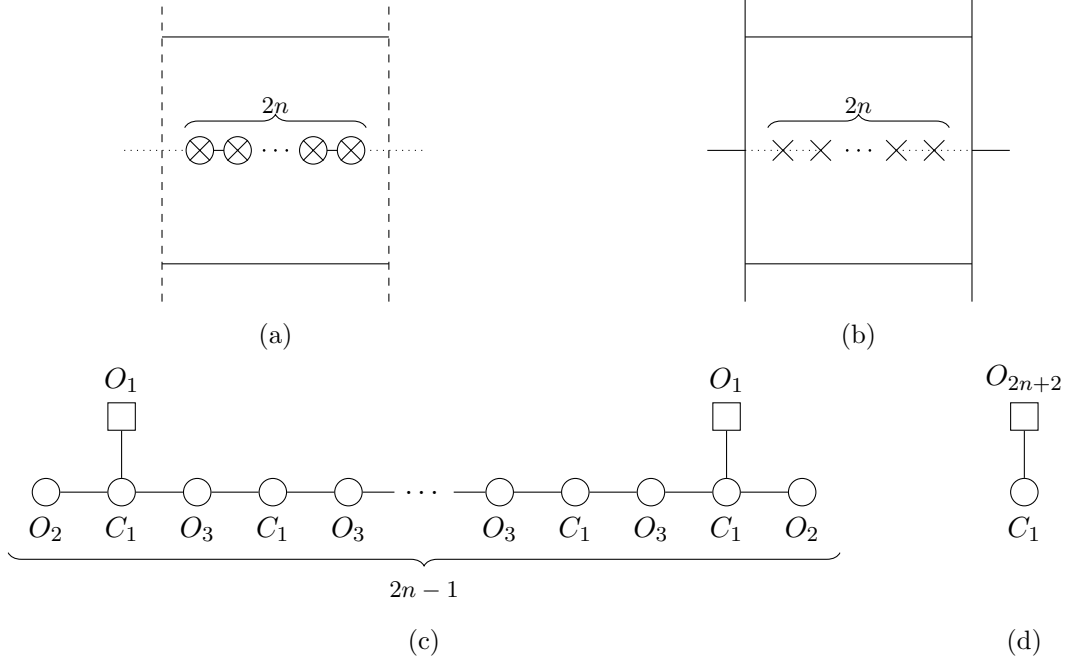 2n
2n
· · ·
· · ·
(a)
(b)
O₁
O₁
O₂ₙ₊₂
· · ·
O₂ C₁ O₃ C₁ O₃ O₃ C₁ O₃ C₁ O₂
C₁
2n − 1
(c)
(d)